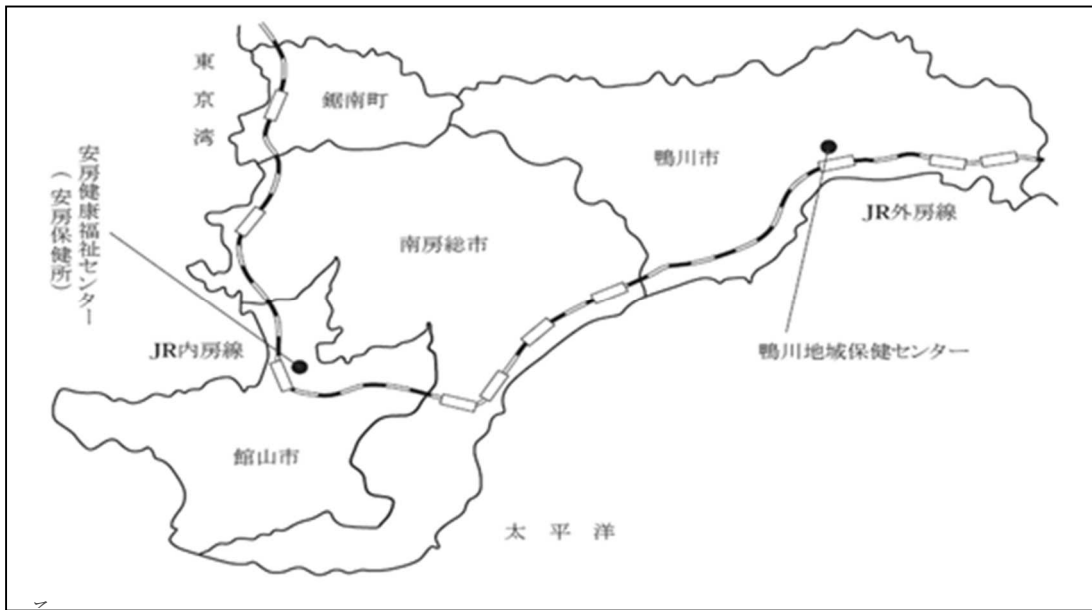 東京湾
鋸南町
鴨川市
安房健康福祉センター
（安房保健所）
南房総市
JR外房線
JR内房線
鴨川地域保健センター
館山市
太平洋